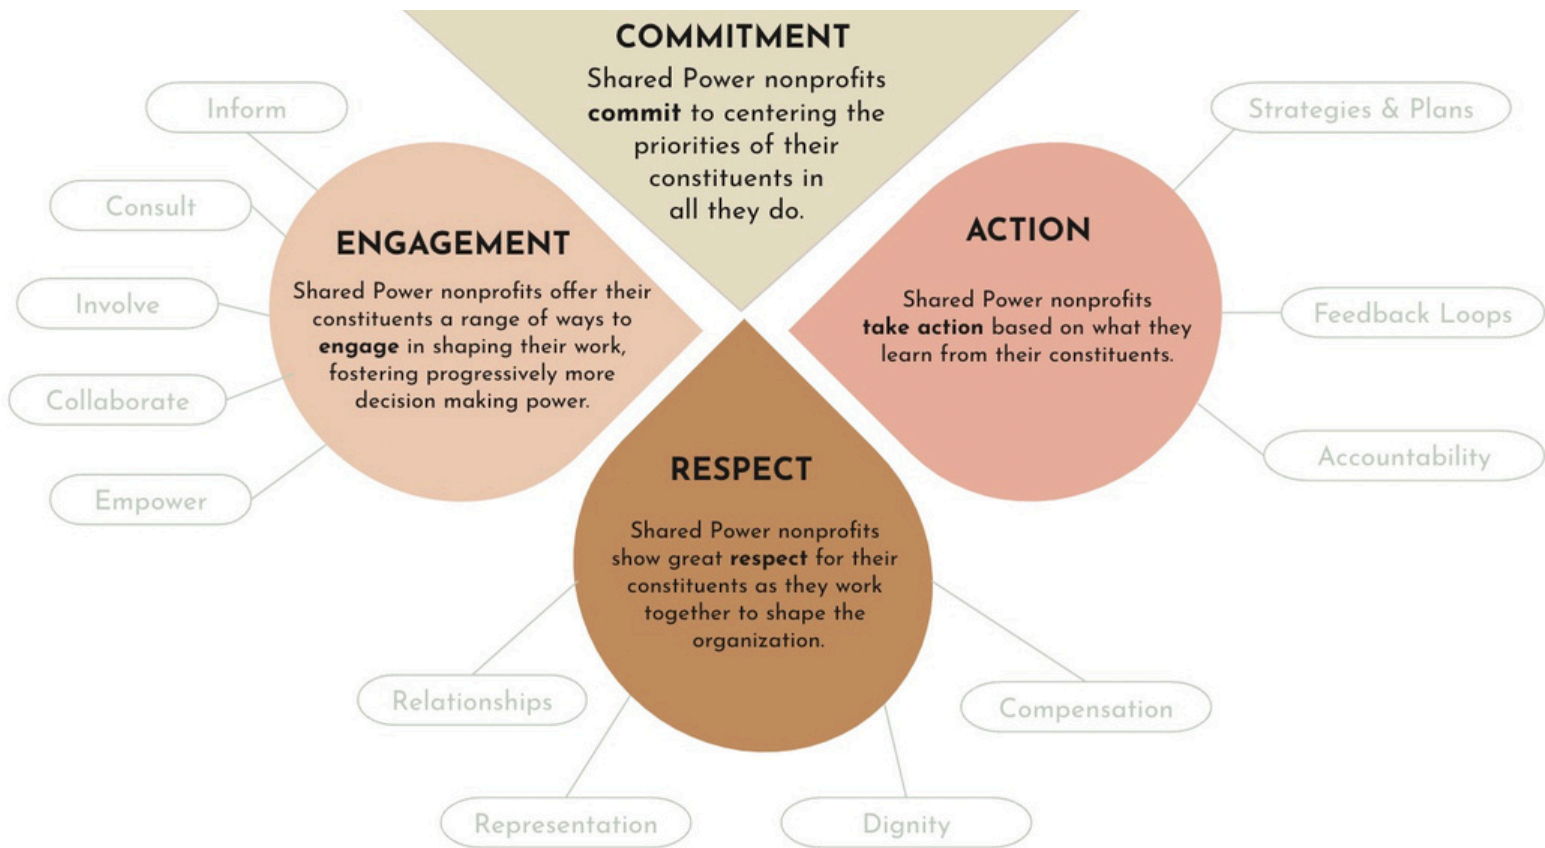 COMMITMENT
Shared Power nonprofits
commit to centering the
priorities of their
constituents in
all they do.
Inform
Consult
Involve
Collaborate
Empower
ENGAGEMENT
Shared Power nonprofits offer their
constituents a range of ways to
engage in shaping their work,
fostering progressively more
decision making power.
ACTION
Shared Power nonprofits
take action based on what they
learn from their constituents.
Strategies & Plans
Feedback Loops
Accountability
RESPECT
Shared Power nonprofits
show great respect for their
constituents as they work
together to shape the
organization.
Relationships
Representation
Dignity
Compensation